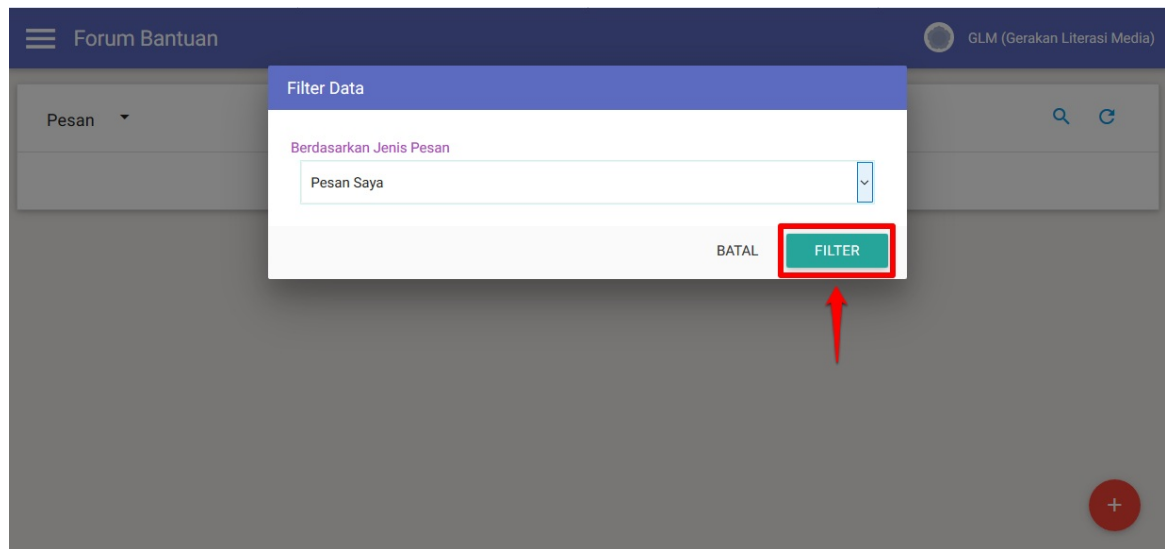 Forum Bantuan
GLM (Gerakan Literasi Media)
Filter Data
Pesan
Berdasarkan Jenis Pesan
Pesan Saya
BATAL
FILTER
+